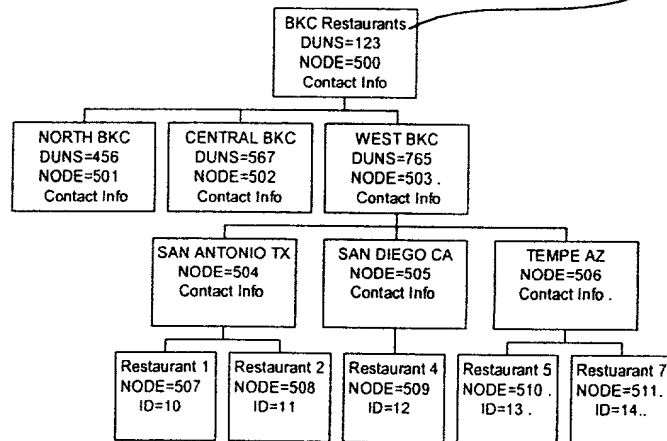 BKC Restaurants
DUNS=123
NODE=500
Contact Info
NORTH BKC
DUNS=456
NODE=501
Contact Info
CENTRAL BKC
DUNS=567
NODE=502
Contact Info
WEST BKC
DUNS=765
NODE=503 .
Contact Info
SAN ANTONIO TX
NODE=504
Contact Info
SAN DIEGO CA
NODE=505
Contact Info
TEMPE AZ
NODE=506
Contact Info .
Restaurant 1
NODE=507
ID=10
Restaurant 2
NODE=508
ID=11
Restaurant 4
NODE=509
ID=12
Restaurant 5
NODE=510 .
ID=13 .
Restuarant 7
NODE=511.
ID=14..